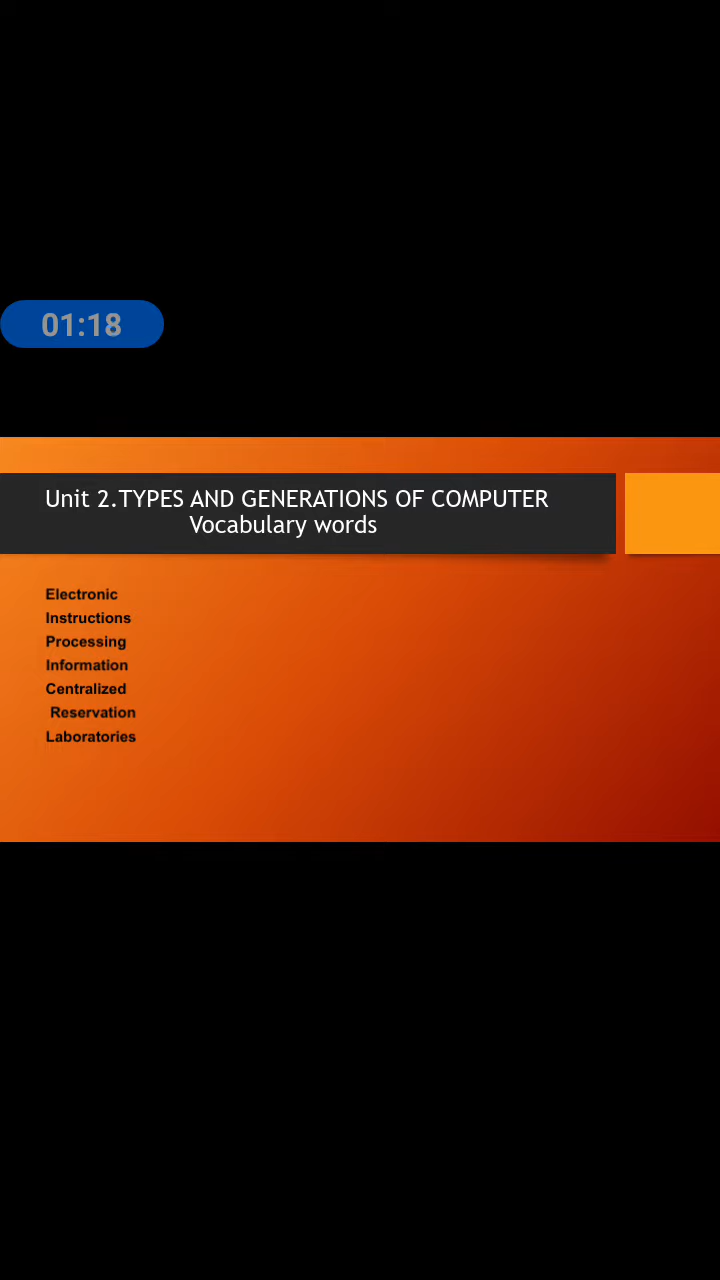 01:18
Unit 2.TYPES AND GENERATIONS OF COMPUTER
Vocabulary words
Electronic
Instructions
Processing
Information
Centralized
Reservation
Laboratories